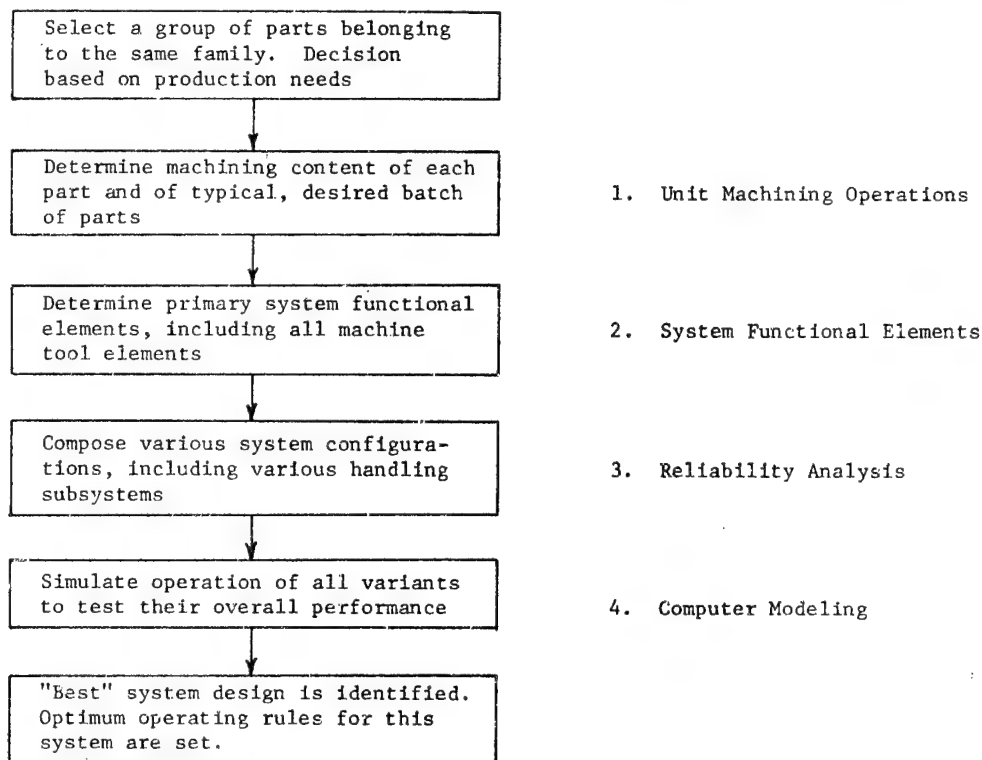 Select a group of parts belonging
to the same family. Decision
based on production needs
Determine machining content of each
part and of typical, desired batch
of parts
1. Unit Machining Operations
Determine primary system functional
elements, including all machine
tool elements
2. System Functional Elements
Compose various system configura-
tions, including various handling
subsystems
3. Reliability Analysis
Simulate operation of all variants
to test their overall performance
4. Computer Modeling
"Best" system design is identified.
Optimum operating rules for this
system are set.